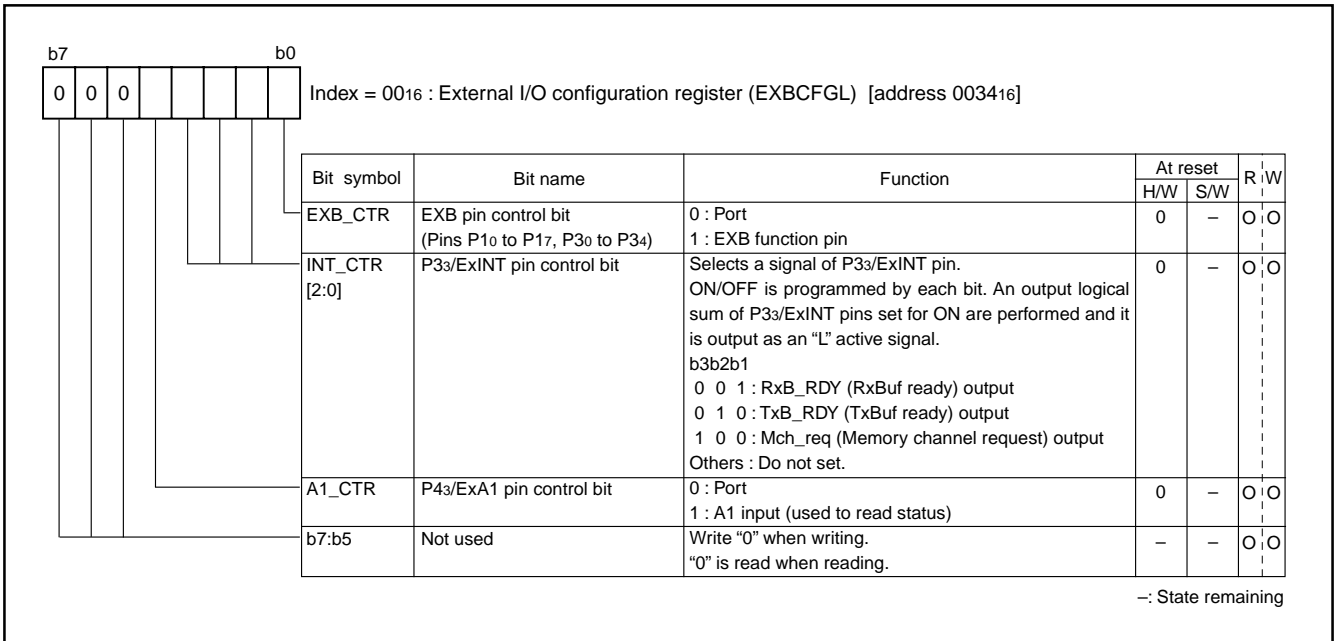 b7 b0
0 0 0 Index = 0016 : External I/O configuration register (EXBCFGL) [address 003416]
Bit symbol Bit name Function At reset R W
H/W S/W
EXB_CTR EXB pin control bit 0 : Port 0 – O O
(Pins P10 to P17, P30 to P34) 1 : EXB function pin
INT_CTR P33/ExINT pin control bit Selects a signal of P33/ExINT pin. 0 – O O
[2:0] ON/OFF is programmed by each bit. An output logical
sum of P33/ExINT pins set for ON are performed and it
is output as an “L” active signal.
b3b2b1
0 0 1 : RxB_RDY (RxBuf ready) output
0 1 0 : TxB_RDY (TxBuf ready) output
1 0 0 : Mch_req (Memory channel request) output
Others : Do not set.
A1_CTR P43/ExA1 pin control bit 0 : Port 0 – O O
1 : A1 input (used to read status)
b7:b5 Not used Write “0” when writing. – – O O
“0” is read when reading.
–: State remaining